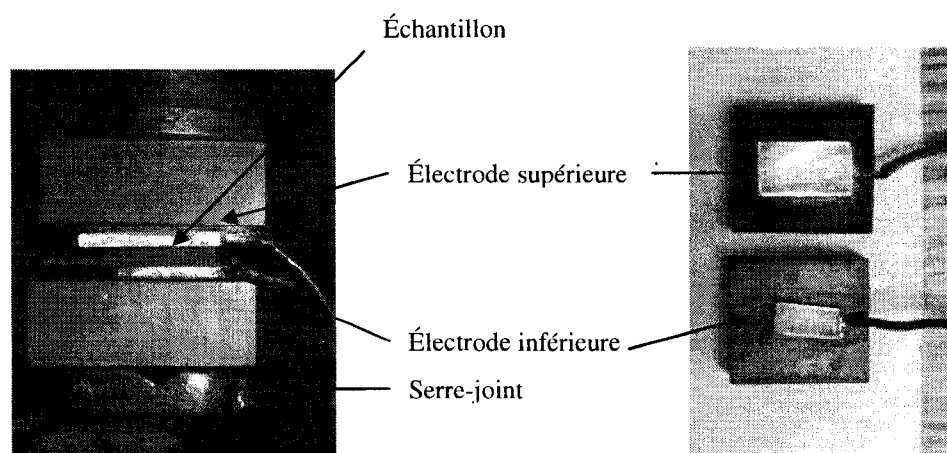 Échantillon
Électrode supérieure
Électrode inférieure
Serre-joint